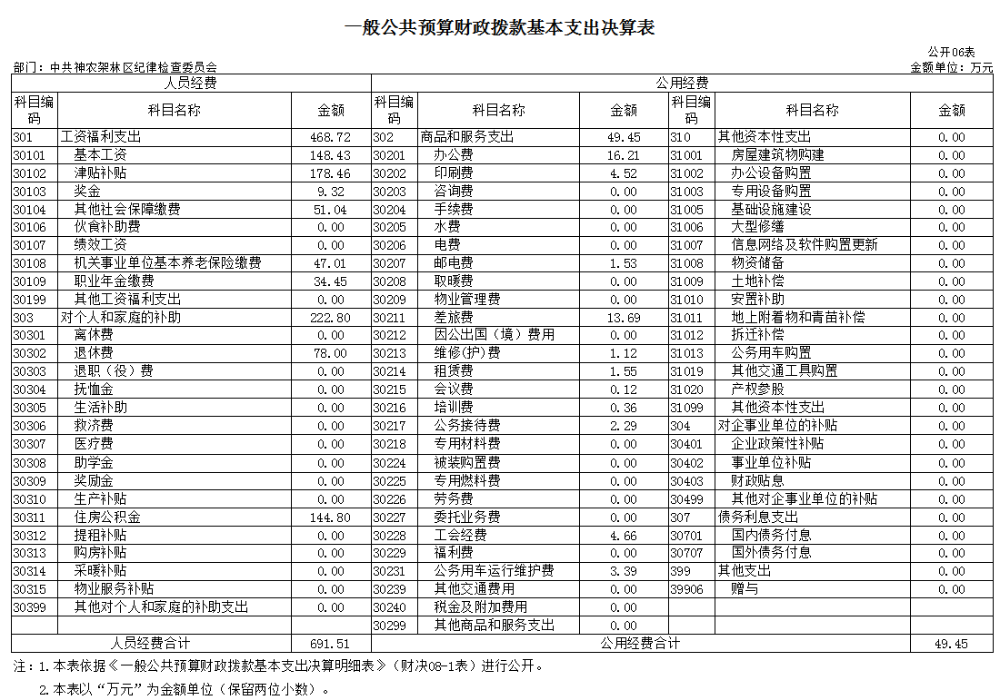 一般公共预算财政拨款基本支出决算表
公开06表
部门：中共神农架林区纪律检查委员会 金额单位：万元
人员经费 公用经费
科目编码 科目名称 金额 科目编码 科目名称 金额 科目编码 科目名称 金额
301 工资福利支出 468.72 302 商品和服务支出 49.45 310 其他资本性支出 0.00
30101 基本工资 148.43 30201 办公费 16.21 31001 房屋建筑物购建 0.00
30102 津贴补贴 178.46 30202 印刷费 4.52 31002 办公设备购置 0.00
30103 奖金 9.32 30203 咨询费 0.00 31003 专用设备购置 0.00
30104 其他社会保障缴费 51.04 30204 手续费 0.00 31005 基础设施建设 0.00
30106 伙食补助费 0.00 30205 水费 0.00 31006 大型修缮 0.00
30107 绩效工资 0.00 30206 电费 0.00 31007 信息网络及软件购置更新 0.00
30108 机关事业单位基本养老保险缴费 47.01 30207 邮电费 1.53 31008 物资储备 0.00
30109 职业年金缴费 34.45 30208 取暖费 0.00 31009 土地补偿 0.00
30199 其他工资福利支出 0.00 30209 物业管理费 0.00 31010 安置补助 0.00
303 对个人和家庭的补助 222.80 30211 差旅费 13.69 31011 地上附着物和青苗补偿 0.00
30301 离休费 0.00 30212 因公出国（境）费用 0.00 31012 拆迁补偿 0.00
30302 退休费 78.00 30213 维修(护)费 1.12 31013 公务用车购置 0.00
30303 退职（役）费 0.00 30214 租赁费 1.55 31019 其他交通工具购置 0.00
30304 抚恤金 0.00 30215 会议费 0.12 31020 产权参股 0.00
30305 生活补助 0.00 30216 培训费 0.36 31099 其他资本性支出 0.00
30306 救济费 0.00 30217 公务接待费 2.29 304 对企事业单位的补贴 0.00
30307 医疗费 0.00 30218 专用材料费 0.00 30401 企业政策性补贴 0.00
30308 助学金 0.00 30224 被装购置费 0.00 30402 事业单位补贴 0.00
30309 奖励金 0.00 30225 专用燃料费 0.00 30403 财政贴息 0.00
30310 生产补贴 0.00 30226 劳务费 0.00 30499 其他对企事业单位的补贴 0.00
30311 住房公积金 144.80 30227 委托业务费 0.00 307 债务利息支出 0.00
30312 提租补贴 0.00 30228 工会经费 4.66 30701 国内债务付息 0.00
30313 购房补贴 0.00 30229 福利费 0.00 30707 国外债务付息 0.00
30314 采暖补贴 0.00 30231 公务用车运行维护费 3.39 399 其他支出 0.00
30315 物业服务补贴 0.00 30239 其他交通费用 0.00 39906 赠与 0.00
30399 其他对个人和家庭的补助支出 0.00 30240 税金及附加费用 0.00
30299 其他商品和服务支出 0.00
人员经费合计 691.51 公用经费合计 49.45
注：1.本表依据《一般公共预算财政拨款基本支出决算明细表》（财决08-1表）进行公开。
2.本表以“万元”为金额单位（保留两位小数）。